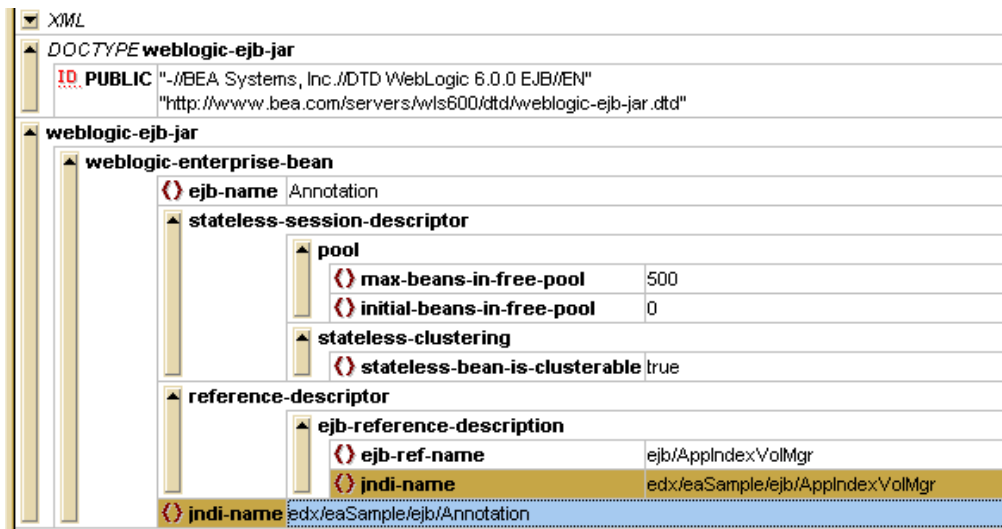 XML
DOCTYPE weblogic-ejb-jar
ID PUBLIC "-//BEA Systems, Inc.//DTD WebLogic 6.0.0 EJB//EN"
"http://www.bea.com/servers/wls600/dtd/weblogic-ejb-jar.dtd"
weblogic-ejb-jar
weblogic-enterprise-bean
ejb-name Annotation
stateless-session-descriptor
pool
max-beans-in-free-pool 500
initial-beans-in-free-pool 0
stateless-clustering
stateless-bean-is-clusterable true
reference-descriptor
ejb-reference-description
ejb-ref-name ejb/AppIndexVolMgr
jndi-name edx/eaSample/ejb/AppIndexVolMgr
jndi-name edx/eaSample/ejb/Annotation